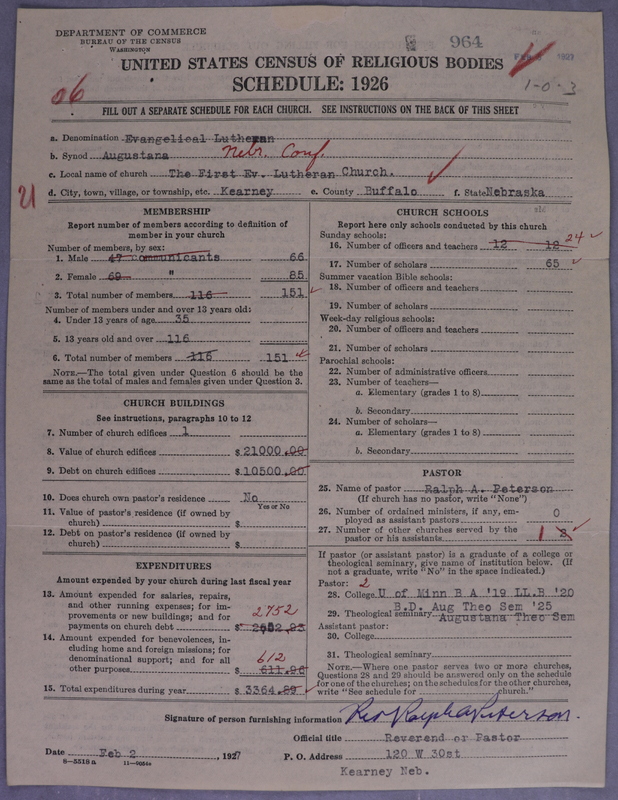 DEPARTMENT OF COMMERCE
BUREAU OF THE CENSUS
WASHINGTON
964
1923
UNITED STATES CENSUS OF RELIGIOUS BODIES
SCHEDULE: 1926
1-0-3
06
FILL OUT A SEPARATE SCHEDULE FOR EACH CHURCH. SEE INSTRUCTIONS ON THE BACK OF THIS SHEET
a. Denomination Evangelical Lutheran
b. Synod Augustana Nebr. Conf.
c. Local name of church The First Ev. Lutheran Church.
21
d. City, town, village, or township, etc. Kearney e. County Buffalo f. State Nebraska
MEMBERSHIP
Report number of members according to definition of
member in your church
Number of members, by sex:
1. Male 47 communicants 66
2. Female 69 " 85
3. Total number of members 116 151
Number of members under and over 13 years old:
4. Under 13 years of age 35
5. 13 years old and over 116
6. Total number of members 116 151
NOTE.—The total given under Question 6 should be
same as the total of males and females given under Question 3.
CHURCH BUILDINGS
See instructions, paragraphs 10 to 12
7. Number of church edifices 1
8. Value of church edifices $ 21000.00
9. Debt on church edifices $ 10500.00
10. Does church own pastor's residence No
Yes or No
11. Value of pastor's residence (if owned by
church) $
12. Debt on pastor's residence (if owned by
church) $
EXPENDITURES
Amount expended by your church during last fiscal year
13. Amount expended for salaries, repairs,
and other running expenses; for im-
provements or new buildings; and for
payments on church debt 2752
$
14. Amount expended for benevolences, in-
cluding home and foreign missions; for
denominational support; and for all
other purposes 612
$ 611.96
15. Total expenditures during year $ 3364.89
CHURCH SCHOOLS
Report here only schools conducted by this church
Sunday schools:
16. Number of officers and teachers 12 12 24
17. Number of scholars 65
Summer vacation Bible schools:
18. Number of officers and teachers
19. Number of scholars
Week-day religious schools:
20. Number of officers and teachers
21. Number of scholars
Parochial schools:
22. Number of administrative officers
23. Number of teachers—
a. Elementary (grades 1 to 8)
b. Secondary
24. Number of scholars—
a. Elementary (grades 1 to 8)
b. Secondary
PASTOR
25. Name of pastor Ralph A. Peterson
(If church has no pastor, write "None")
26. Number of ordained ministers, if any, em-
ployed as assistant pastors 0
27. Number of other churches served by the
pastor or his assistants 1
If pastor (or assistant pastor) is a graduate of a college or
theological seminary, give name of institution below. (If
not a graduate, write "No" in the space indicated.)
Pastor: 2
28. College U of Minn B A '19 LL.B '20
B.D. Aug Theo Sem '25
29. Theological seminary Augustana Theo Sem
Assistant pastor:
30. College
31. Theological seminary
NOTE.—Where one pastor serves two or more churches,
Questions 28 and 29 should be answered only on the schedule
for one of the churches; on the schedules for the other churches,
write "See schedule for church."
Signature of person furnishing information Rev Ralph A Peterson.
Official title Reverend or Pastor
Date Feb 2, 1927 P. O. Address 120 W 30st
8—5518 a 11—9954
Kearney Neb.